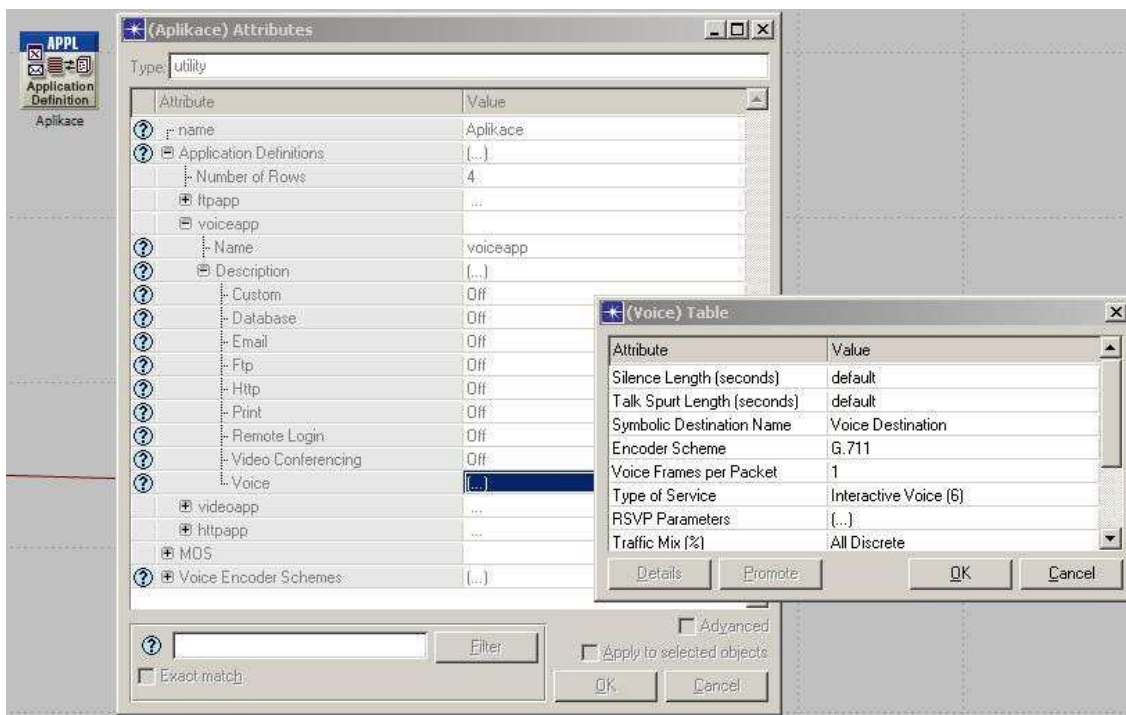 APPL
Application
Definition
Aplikace
(Aplikace) Attributes
Type: utility
Attribute Value
name Aplikace
Application Definitions (...)
Number of Rows 4
ftpapp ...
voiceapp
Name voiceapp
Description (...)
Custom Off
Database Off
Email Off
Ftp Off
Http Off
Print Off
Remote Login Off
Video Conferencing Off
Voice (...)
videoapp ...
httpapp ...
MOS
Voice Encoder Schemes (...)
Advanced
Filter
Apply to selected objects
Exact match
OK Cancel
(Voice) Table
Attribute Value
Silence Length (seconds) default
Talk Spurt Length (seconds) default
Symbolic Destination Name Voice Destination
Encoder Scheme G.711
Voice Frames per Packet 1
Type of Service Interactive Voice (6)
RSVP Parameters (...)
Traffic Mix (%) All Discrete
Details Promote OK Cancel